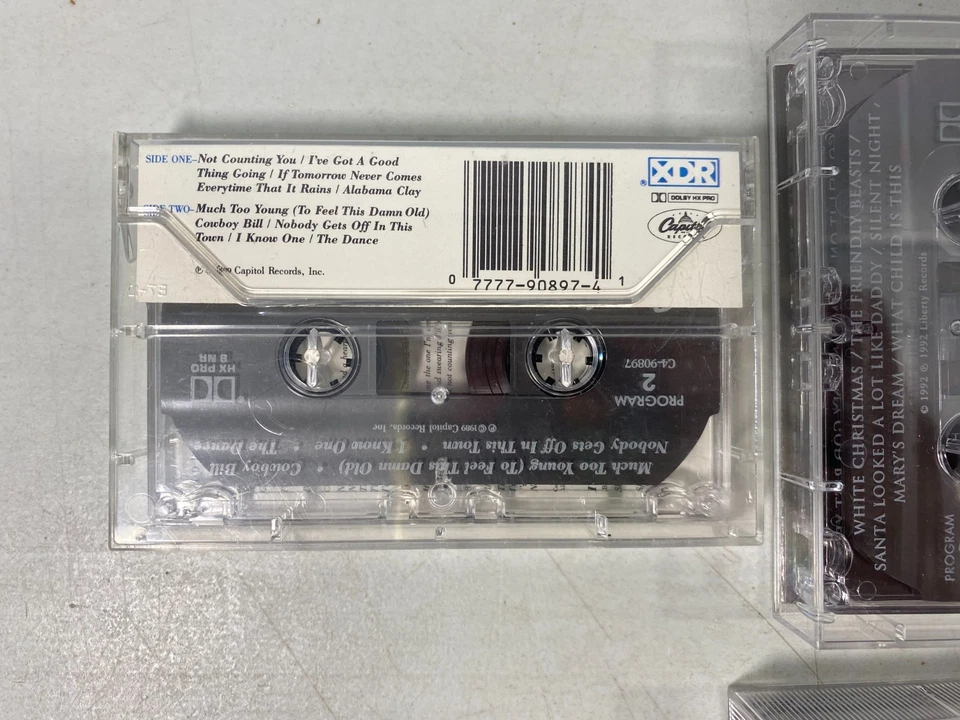 SIDE ONE–Not Counting You / I've Got A Good
Thing Going / If Tomorrow Never Comes
Everytime That It Rains / Alabama Clay
SIDE TWO–Much Too Young (To Feel This Damn Old)
Cowboy Bill / Nobody Gets Off In This
Town / I Know One / The Dance
℗ © 1989 Capitol Records, Inc.
0 7777-90897-4 1
XDR
DOLBY HX PRO
Capitol
RECORDS
HX PRO
B NR
PROGRAM
2
C4-90897
℗©1989 Capitol Records, Inc
Much Too Young (To Feel This Damn Old) • Cowboy Bill
Nobody Gets Off In This Town • I Know One • The Dance
WHITE CHRISTMAS / THE FRIENDLY BEASTS /
SANTA LOOKED A LOT LIKE DADDY / SILENT NIGHT /
MARY'S DREAM / WHAT CHILD IS THIS
© 1992 ℗ 1992 Liberty Records
PROGRAM